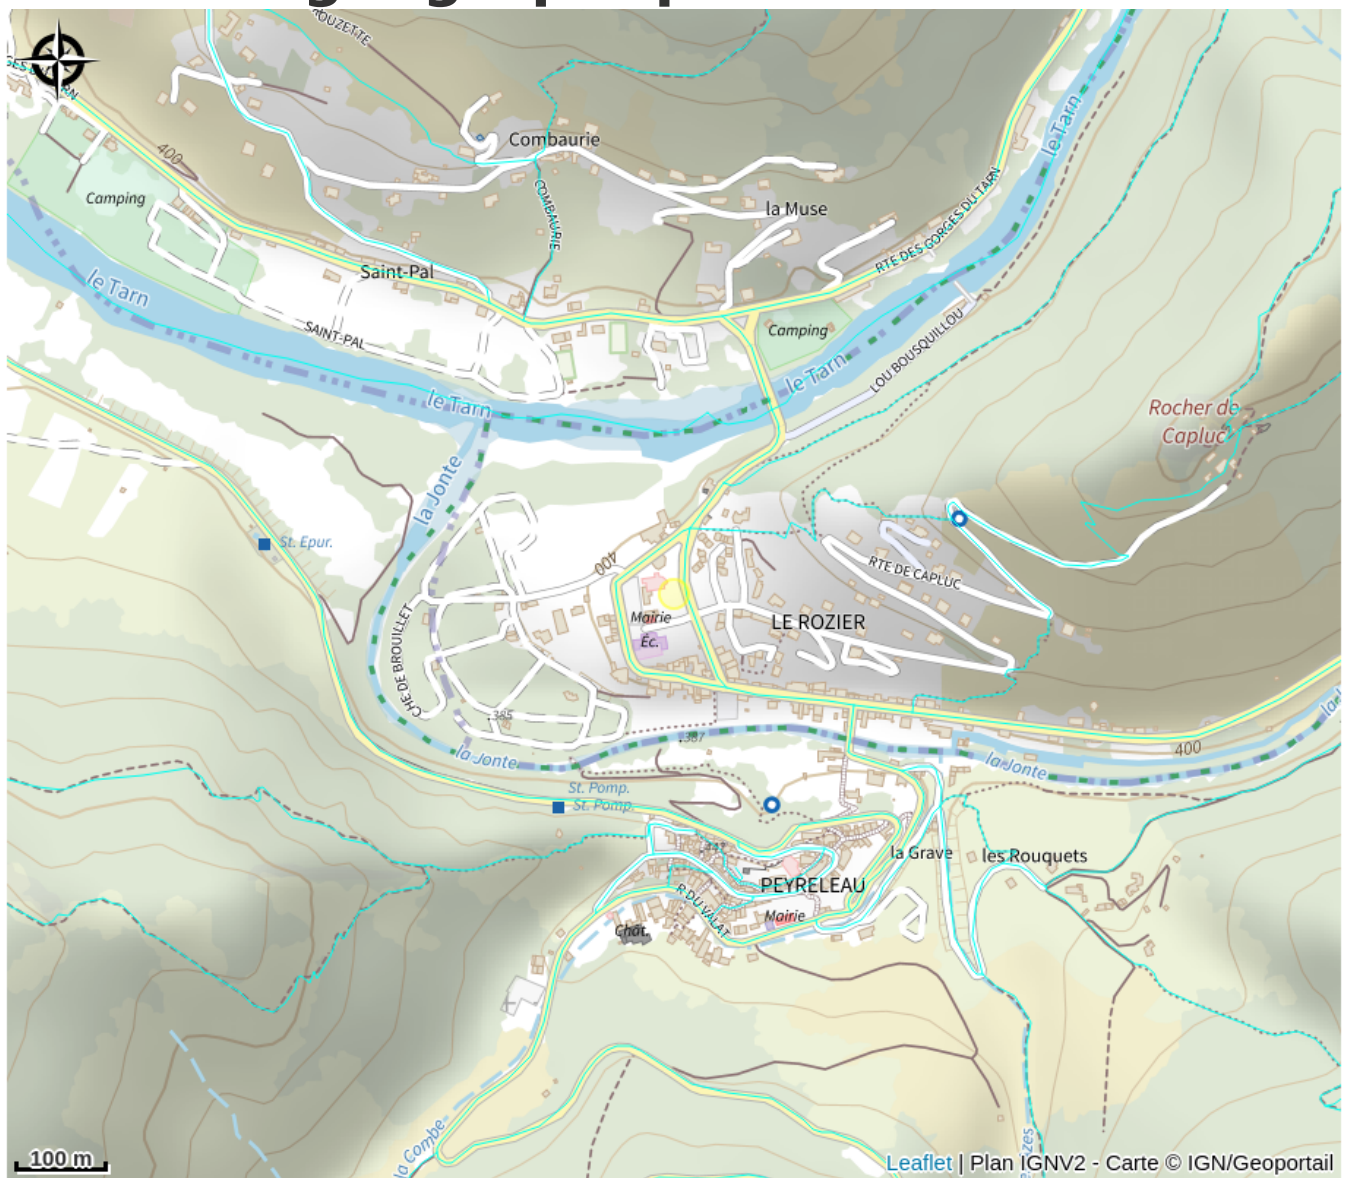 Combaurie
COMBAURIE
400
Camping
la Muse
le Tarn
RTE DES GORGES DU TARN
Saint-Pal
le Tarn
SAINT-PAL
Camping
LOU BOUSQUILLOU
le Tarn
le Tarn
Rocher de
Capluc
la Jonte
St. Epur.
400
RTE DE CAPLUC
Mairie
LE ROZIER
Éc.
CHE DE BROUILLET
385
387
la Jonte
la Jonte
400
St. Pomp.
St. Pomp.
la Grave
les Rouquets
PEYRELEAU
R DU VALAT
Mairie
Chât.
la Combe
100 m
Leaflet | Plan IGNV2 - Carte © IGN/Geoportail